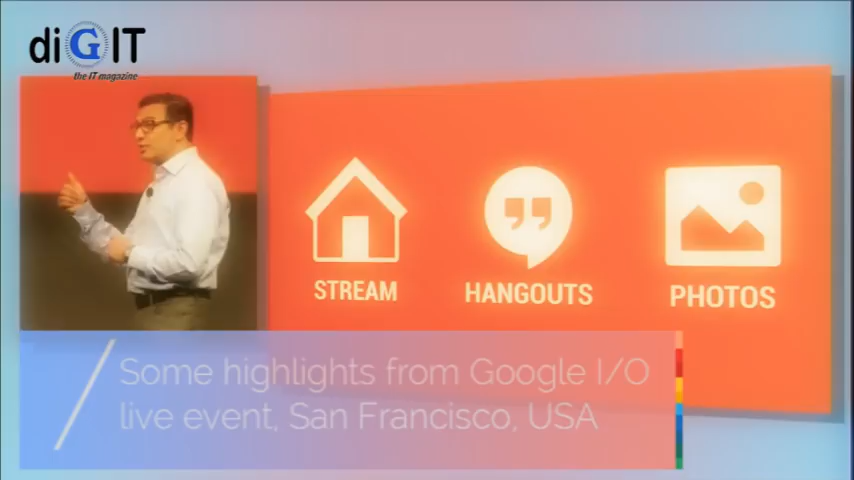 diGIT
the IT magazine
STREAM
HANGOUTS
PHOTOS
Some highlights from Google I/O
live event, San Francisco, USA